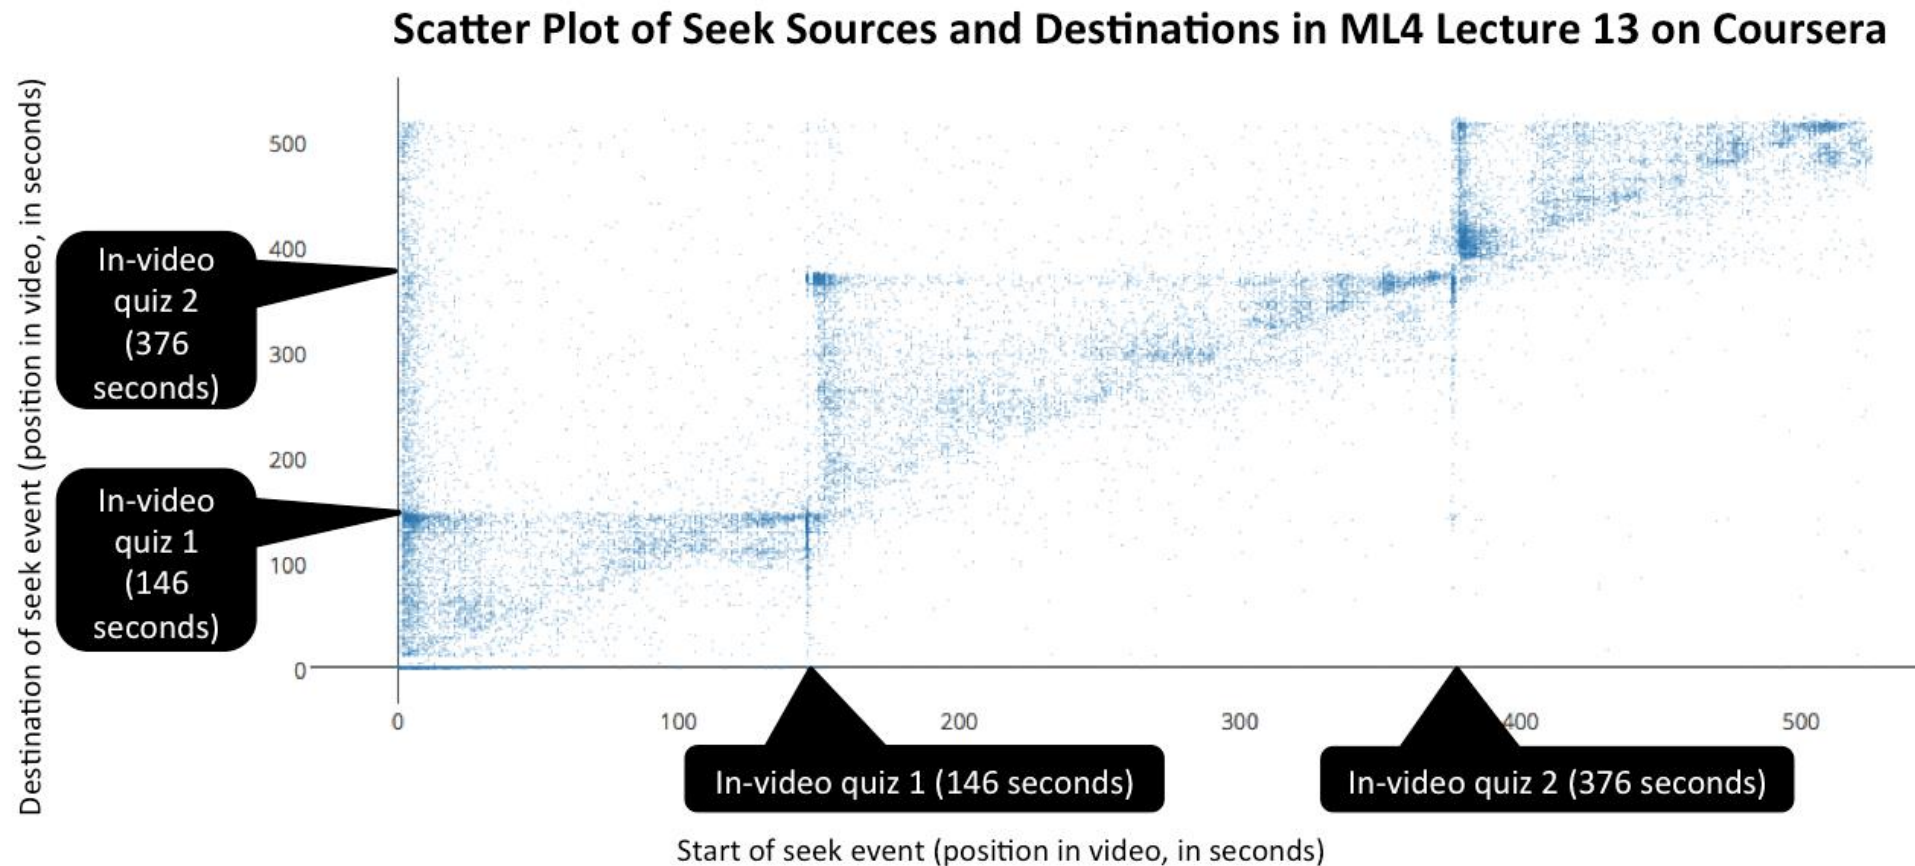 Scatter Plot of Seek Sources and Destinations in ML4 Lecture 13 on Coursera
Destination of seek event (position in video, in seconds)
500
400
300
200
100
0
In-video
quiz 2
(376
seconds)
In-video
quiz 1
(146
seconds)
0 100 200 300 400 500
In-video quiz 1 (146 seconds)
In-video quiz 2 (376 seconds)
Start of seek event (position in video, in seconds)